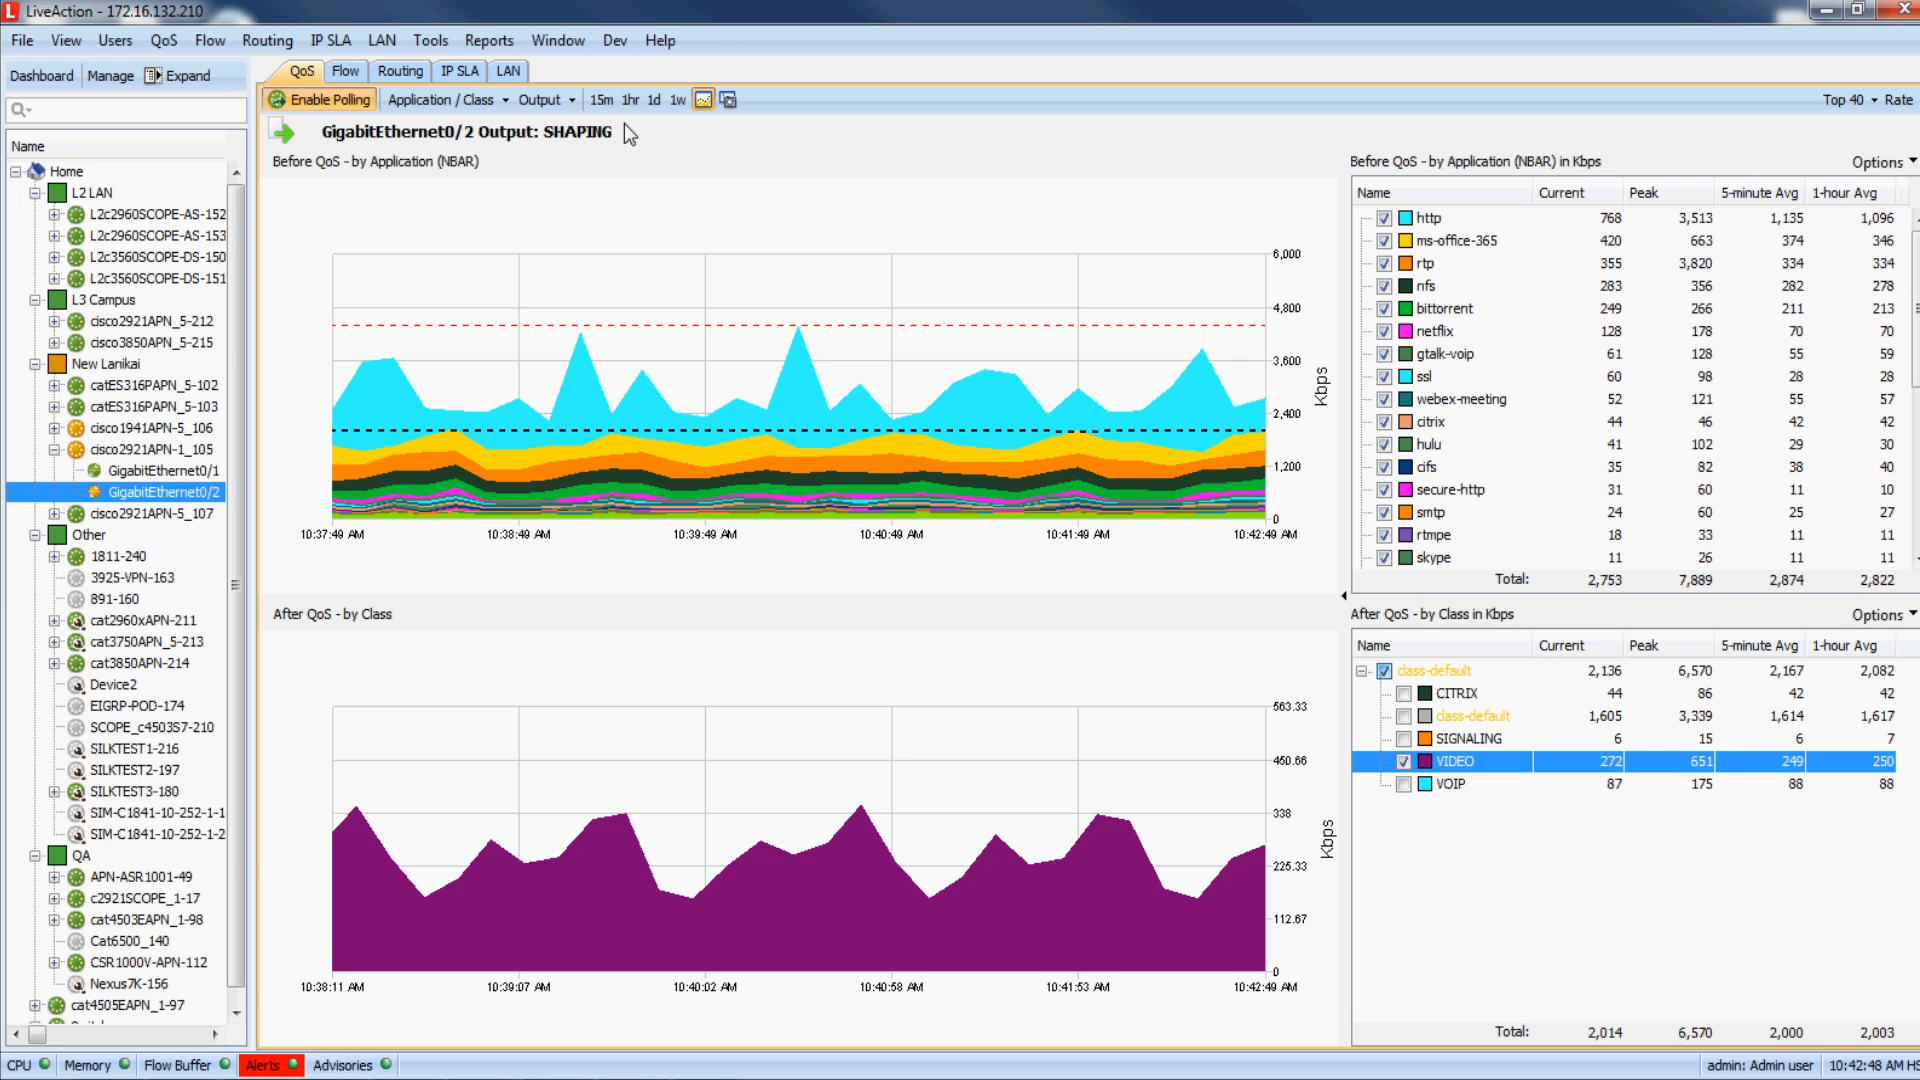 LiveAction - 172.16.132.210
File View Users QoS Flow Routing IP SLA LAN Tools Reports Window Dev Help
Dashboard Manage Expand
QoS Flow Routing IP SLA LAN
Enable Polling Application / Class Output 15m 1hr 1d 1w Top 40 Rate
GigabitEthernet0/2 Output: SHAPING
Name
Home
L2 LAN
L2c2960SCOPE-AS-152
L2c2960SCOPE-AS-153
L2c3560SCOPE-DS-150
L2c3560SCOPE-DS-151
L3 Campus
cisco2921APN_5-212
cisco3850APN_5-215
New Lanikai
catES316PAPN_5-102
catES316PAPN_5-103
cisco1941APN-5_106
cisco2921APN-1_105
GigabitEthernet0/1
GigabitEthernet0/2
cisco2921APN-5_107
Other
1811-240
3925-VPN-163
891-160
cat2960xAPN-211
cat3750APN_5-213
cat3850APN-214
Device2
EIGRP-POD-174
SCOPE_c4503S7-210
SILKTEST1-216
SILKTEST2-197
SILKTEST3-180
SIM-C1841-10-252-1-1
SIM-C1841-10-252-1-2
QA
APN-ASR1001-49
c2921SCOPE_1-17
cat4503EAPN_1-98
Cat6500_140
CSR1000V-APN-112
Nexus7K-156
cat4505EAPN_1-97
Before QoS - by Application (NBAR)
6,000
4,800
3,600
2,400
1,200
0
Kbps
10:37:49 AM 10:38:49 AM 10:39:49 AM 10:40:49 AM 10:41:49 AM 10:42:49 AM
Before QoS - by Application (NBAR) in Kbps Options
Name Current Peak 5-minute Avg 1-hour Avg
http 768 3,513 1,135 1,096
ms-office-365 420 663 374 346
rtp 355 3,820 334 334
nfs 283 356 282 278
bittorrent 249 266 211 213
netflix 128 178 70 70
gtalk-voip 61 128 55 59
ssl 60 98 28 28
webex-meeting 52 121 55 57
citrix 44 46 42 42
hulu 41 102 29 30
cifs 35 82 38 40
secure-http 31 60 11 10
smtp 24 60 25 27
rtmpe 18 33 11 11
skype 11 26 11 11
Total: 2,753 7,889 2,874 2,822
After QoS - by Class
563.33
450.66
338
225.33
112.67
0
Kbps
10:38:11 AM 10:39:07 AM 10:40:02 AM 10:40:58 AM 10:41:53 AM 10:42:49 AM
After QoS - by Class in Kbps Options
Name Current Peak 5-minute Avg 1-hour Avg
class-default 2,136 6,570 2,167 2,082
CITRIX 44 86 42 42
class-default 1,605 3,339 1,614 1,617
SIGNALING 6 15 6 7
VIDEO 272 651 249 250
VOIP 87 175 88 88
Total: 2,014 6,570 2,000 2,003
CPU Memory Flow Buffer Alerts Advisories admin: Admin user 10:42:48 AM HS